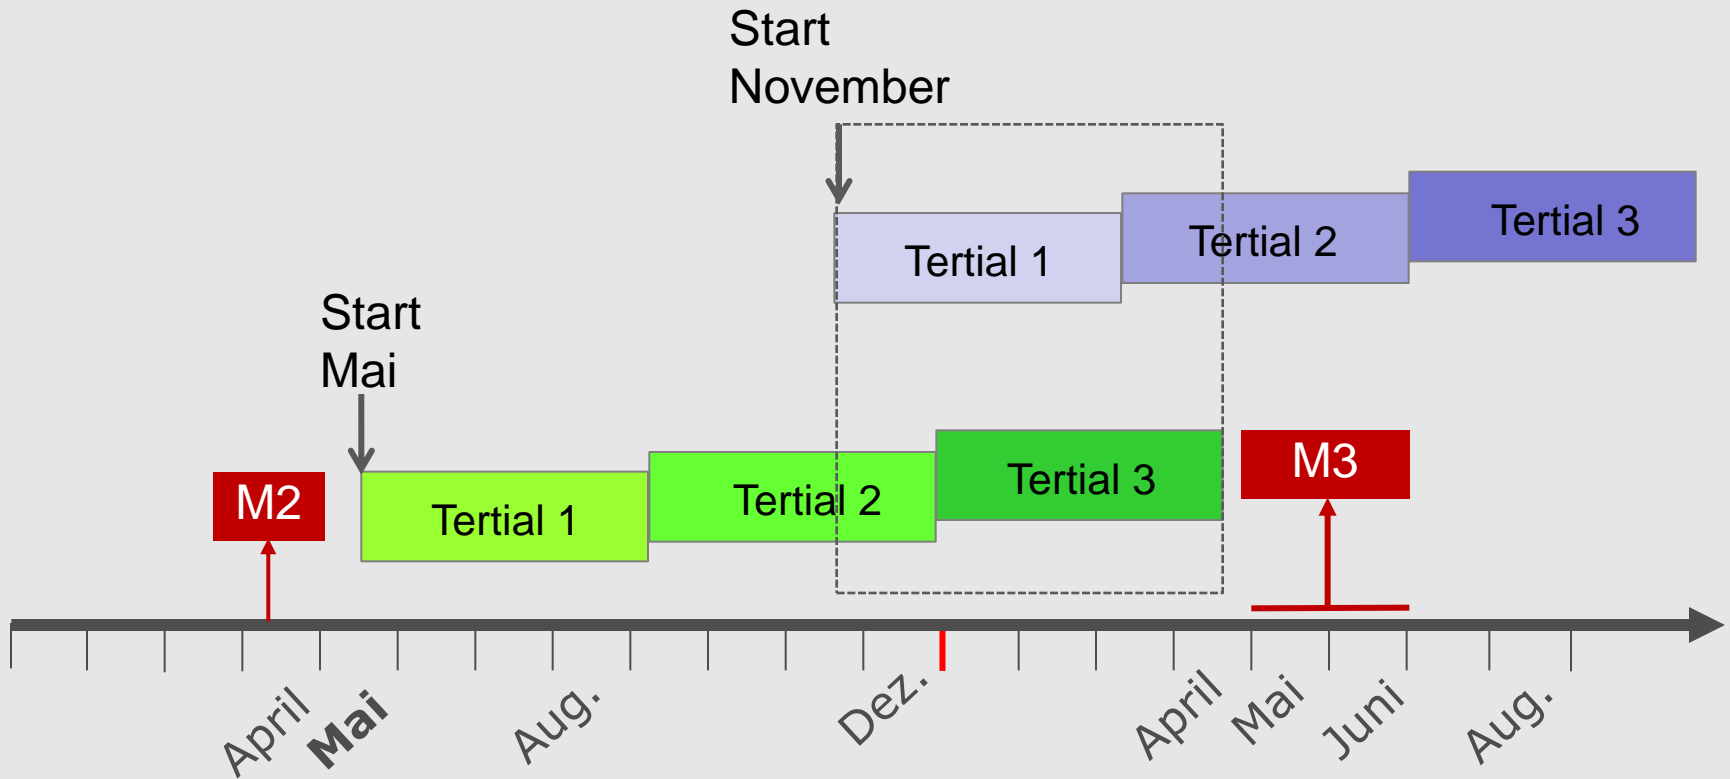 Start
November
Tertial 1
Tertial 2
Tertial 3
Start
Mai
M2
Tertial 1
Tertial 2
Tertial 3
M3
April
Mai
Aug.
Dez.
April
Mai
Juni
Aug.